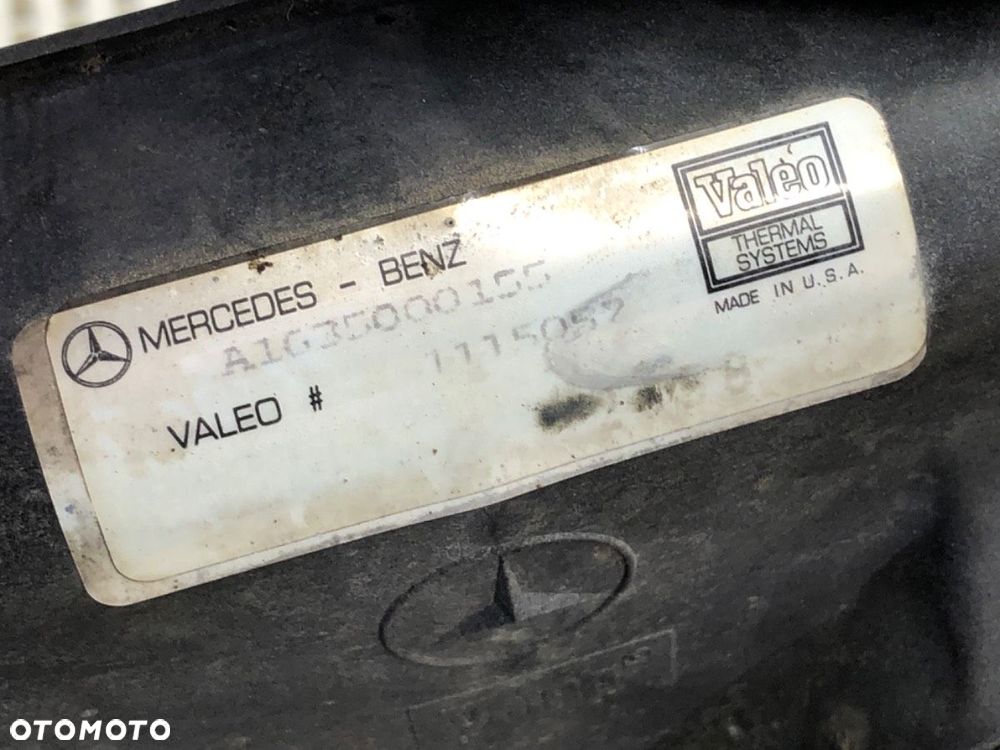 Valeo
THERMAL
SYSTEMS
MADE IN U.S.A.
MERCEDES - BENZ
A1635000155
VALEO # 1115057
OTOMOTO